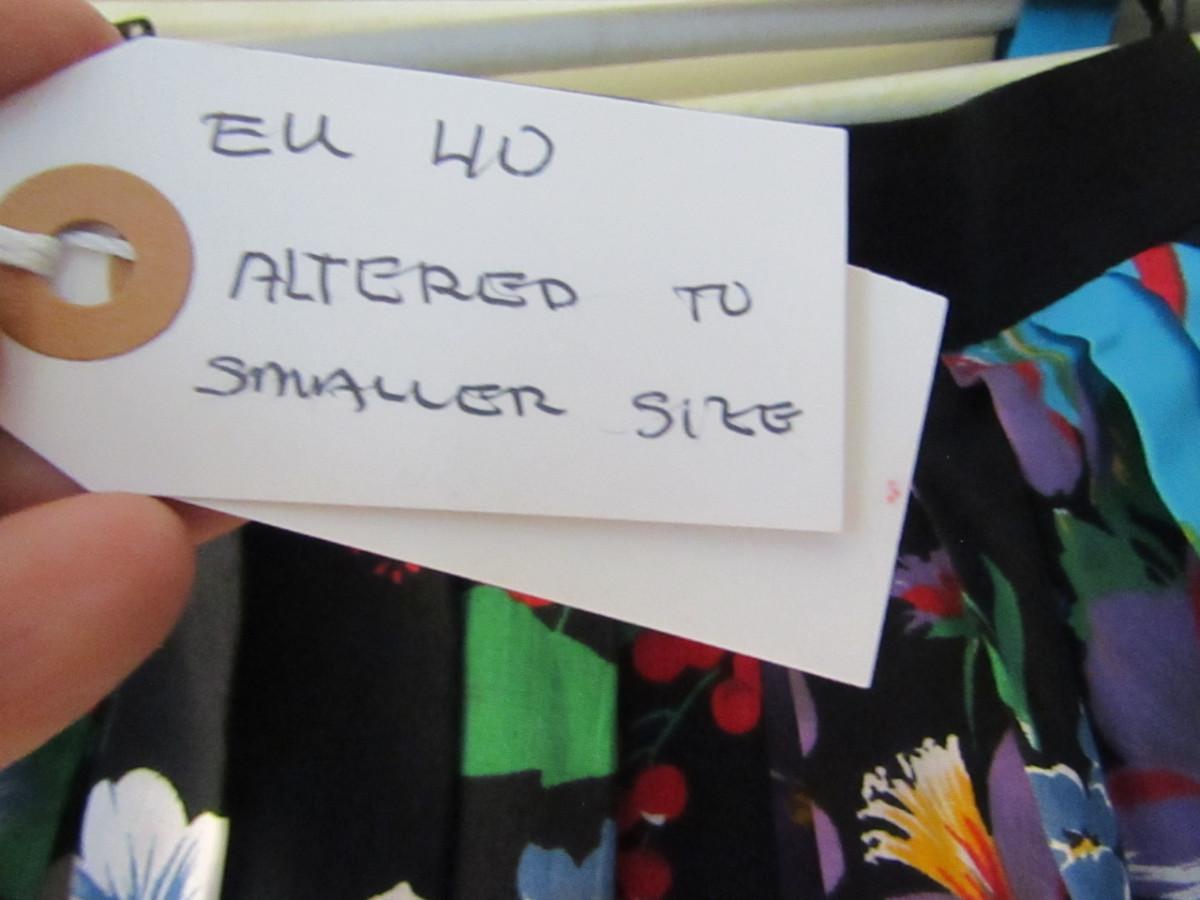 EU 40
ALTERED TO
SMALLER SIZE